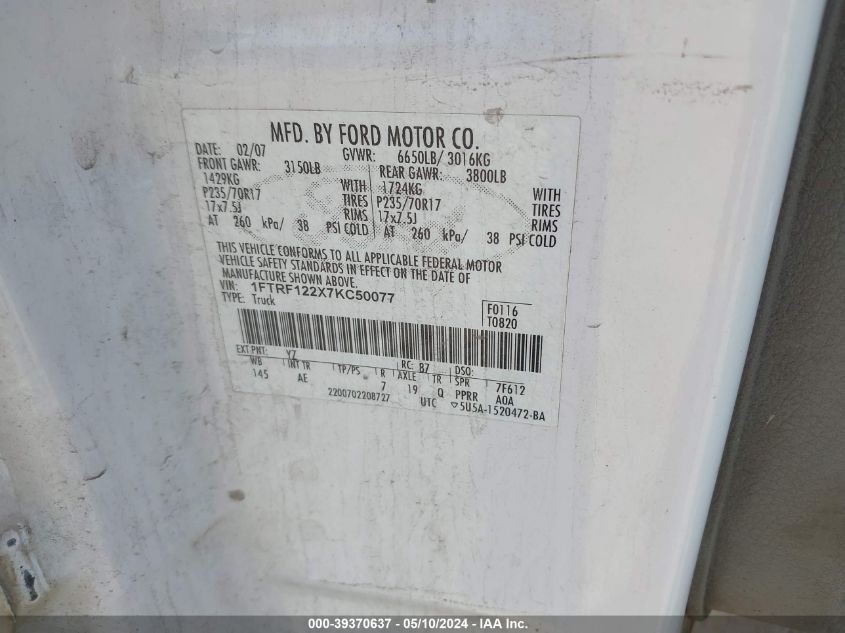 MFD. BY FORD MOTOR CO.
DATE: 02/07 GVWR: 6650LB/ 3016KG
FRONT GAWR: 3150LB REAR GAWR: 3800LB
1429KG WITH 1724KG WITH
P235/70R17 TIRES P235/70R17 TIRES
17x7.5J RIMS 17x7.5J RIMS
AT 260 kPa/ 38 PSI COLD AT 260 kPa/ 38 PSI COLD
THIS VEHICLE CONFORMS TO ALL APPLICABLE FEDERAL MOTOR
VEHICLE SAFETY STANDARDS IN EFFECT ON THE DATE OF
MANUFACTURE SHOWN ABOVE.
VIN: 1FTRF122X7KC50077
TYPE: Truck
F0116
T0820
EXT PNT: YZ RC: B7 DSO:
WB INT TR TP/PS R AXLE TR SPR 7F612
145 AE 7 19 Q PPRR AOA
2200702208727 UTC ▽5U5A-1520472-BA
000-39370637 - 05/10/2024 - IAA Inc.